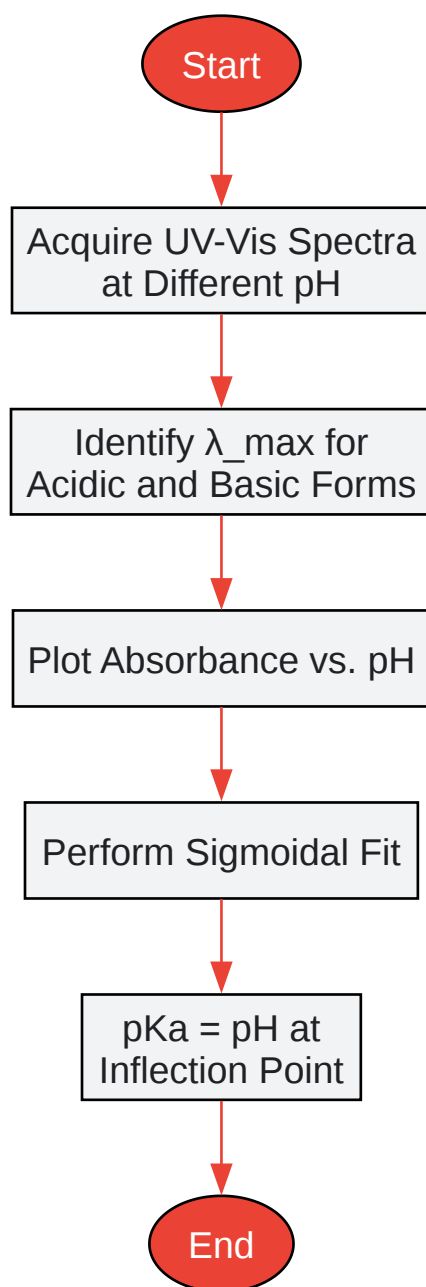 Start
Acquire UV-Vis Spectra
at Different pH
Identify λ_max for
Acidic and Basic Forms
Plot Absorbance vs. pH
Perform Sigmoidal Fit
pKa = pH at
Inflection Point
End